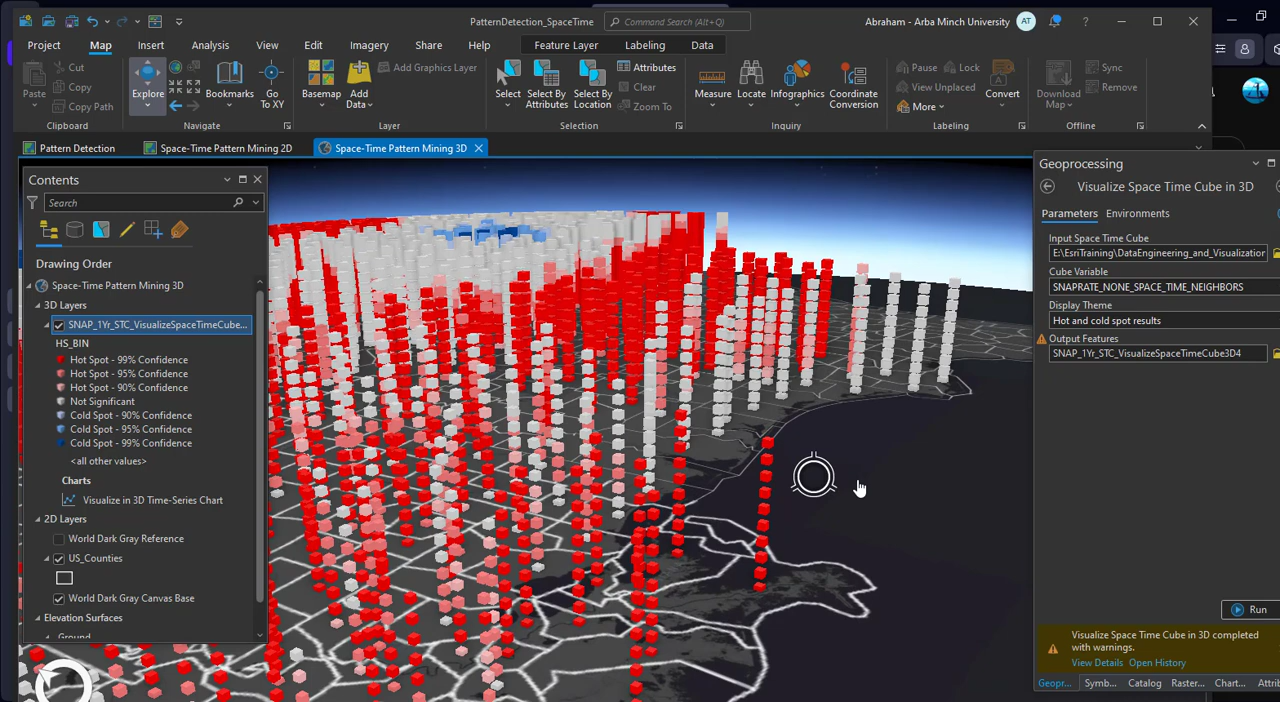 PatternDetection_SpaceTime
Command Search (Alt+Q)
Abraham - Arba Minch University
AT
?
Project
Map
Insert
Analysis
View
Edit
Imagery
Share
Help
Feature Layer
Labeling
Data
Paste
Cut
Copy
Copy Path
Clipboard
Explore
Bookmarks
Go
To XY
Navigate
Basemap
Add
Data
Add Graphics Layer
Layer
Select
Select By
Attributes
Select By
Location
Attributes
Clear
Zoom To
Selection
Measure
Locate
Infographics
Coordinate
Conversion
Inquiry
Pause
Lock
View Unplaced
More
Convert
Labeling
Download
Map
Sync
Remove
Offline
Pattern Detection
Space-Time Pattern Mining 2D
Space-Time Pattern Mining 3D
Contents
Search
Drawing Order
Space-Time Pattern Mining 3D
3D Layers
SNAP_1Yr_STC_VisualizeSpaceTimeCube...
HS_BIN
Hot Spot - 99% Confidence
Hot Spot - 95% Confidence
Hot Spot - 90% Confidence
Not Significant
Cold Spot - 90% Confidence
Cold Spot - 95% Confidence
Cold Spot - 99% Confidence
<all other values>
Charts
Visualize in 3D Time-Series Chart
2D Layers
World Dark Gray Reference
US_Counties
World Dark Gray Canvas Base
Elevation Surfaces
Ground
Geoprocessing
Visualize Space Time Cube in 3D
Parameters
Environments
Input Space Time Cube
E:\EsriTraining\DataEngineering_and_Visualization
Cube Variable
SNAPRATE_NONE_SPACE_TIME_NEIGHBORS
Display Theme
Hot and cold spot results
Output Features
SNAP_1Yr_STC_VisualizeSpaceTimeCube3D4
Run
Visualize Space Time Cube in 3D completed
with warnings.
View Details
Open History
Geopr...
Symb...
Catalog
Raster...
Chart...
Attri